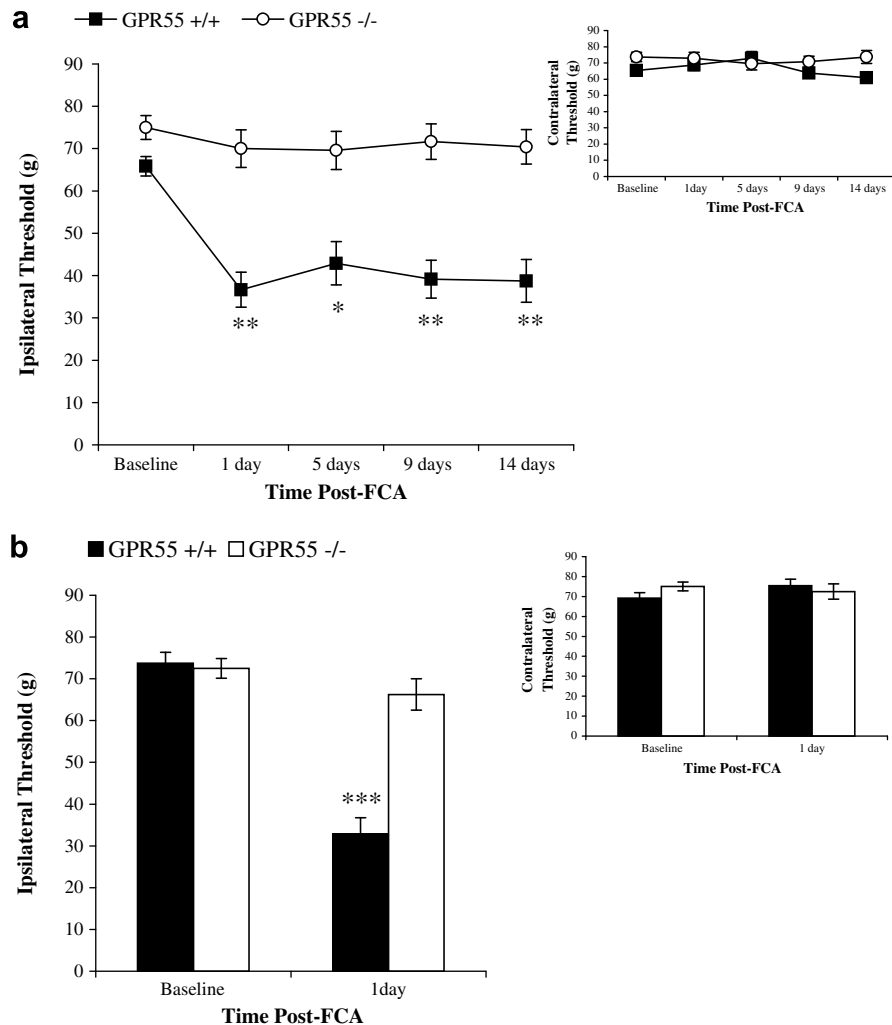 a
GPR55 +/+
GPR55 -/-
90
80
70
60
50
40
30
20
10
0
Ipsilateral Threshold (g)
**
*
**
**
Baseline
1 day
5 days
9 days
14 days
Time Post-FCA
Contralateral
Threshold (g)
90
80
70
60
50
40
30
20
10
0
Baseline
1day
5 days
9 days
14 days
Time Post-FCA
b
GPR55 +/+
GPR55 -/-
90
80
70
60
50
40
30
20
10
0
Ipsilateral Threshold (g)
***
Baseline
1day
Time Post-FCA
Contralateral
Threshold (g)
90
80
70
60
50
40
30
20
10
0
Baseline
1 day
Time Post-FCA